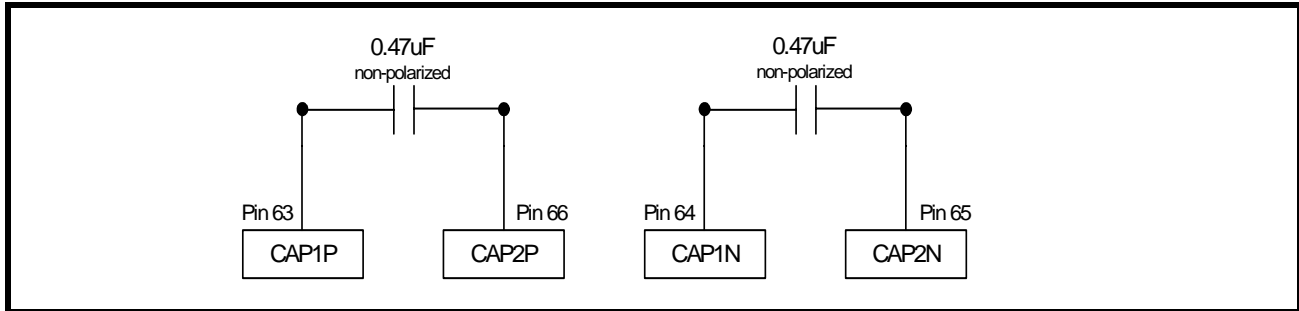 0.47uF
non-polarized
0.47uF
non-polarized
Pin 63
Pin 66
Pin 64
Pin 65
CAP1P
CAP2P
CAP1N
CAP2N